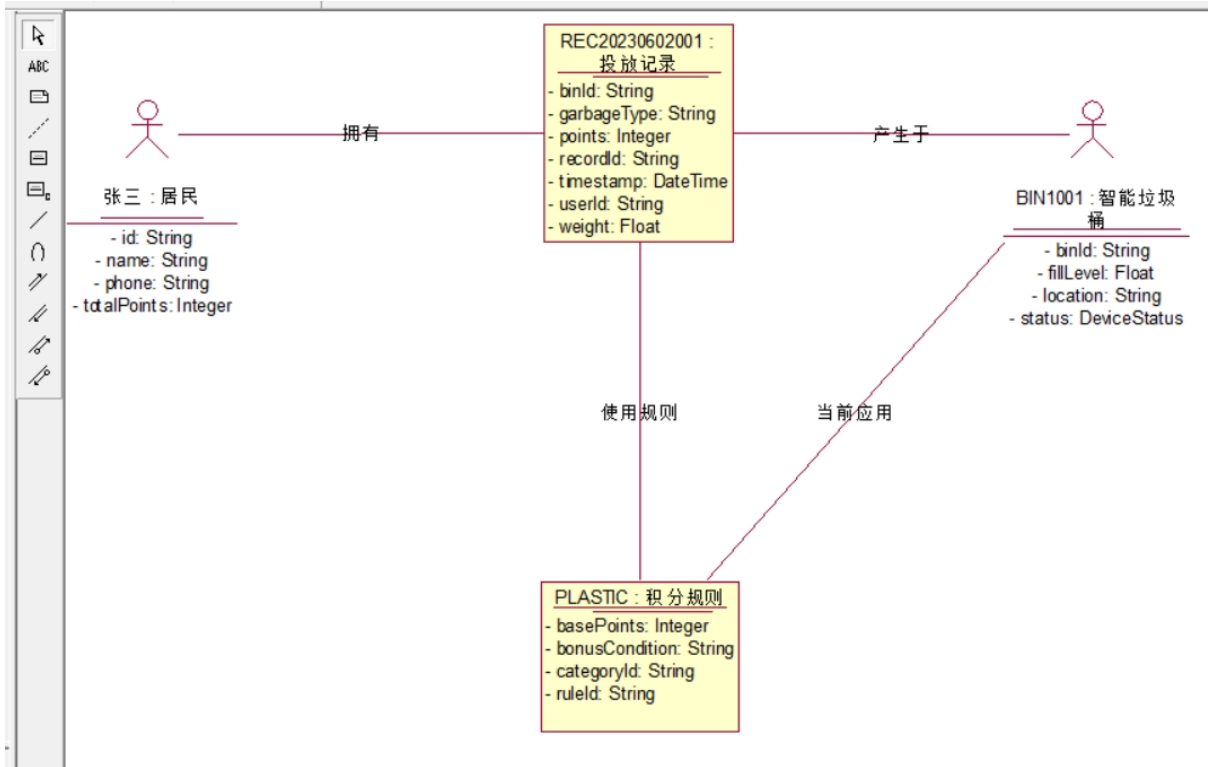 ABC
REC20230602001 :
投放记录
- binId: String
- garbageType: String
- points: Integer
- recordId: String
- timestamp: DateTime
- userId: String
- weight: Float
拥有
产生于
张三 : 居民
- id: String
- name: String
- phone: String
- totalPoints: Integer
BIN1001 : 智能垃圾
桶
- binId: String
- fillLevel: Float
- location: String
- status: DeviceStatus
使用规则
当前应用
PLASTIC : 积分规则
- basePoints: Integer
- bonusCondition: String
- categoryId: String
- ruleId: String